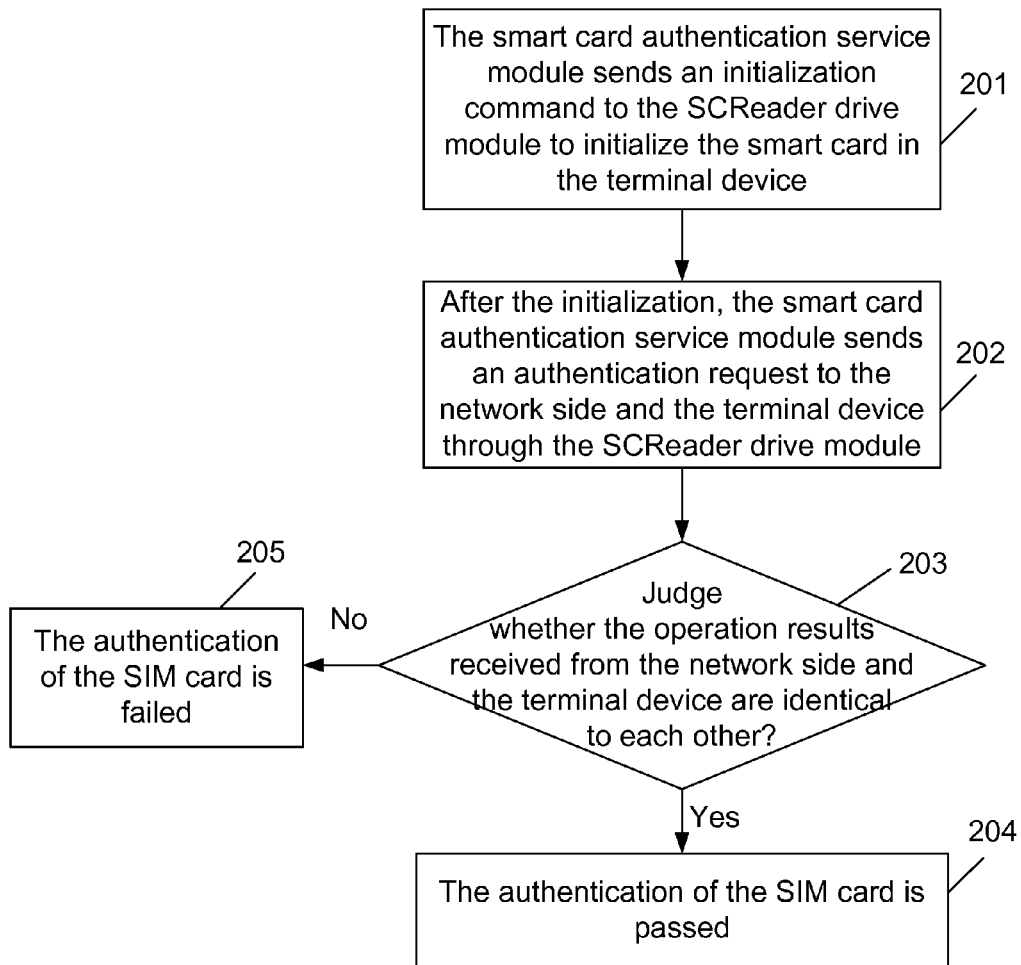 The smart card authentication service
module sends an initialization
command to the SCReader drive
module to initialize the smart card in
the terminal device
201
After the initialization, the smart card
authentication service module sends
an authentication request to the
network side and the terminal device
through the SCReader drive module
202
203
Judge
whether the operation results
received from the network side and
the terminal device are identical
to each other?
No
205
The authentication
of the SIM card is
failed
Yes
204
The authentication of the SIM card is
passed